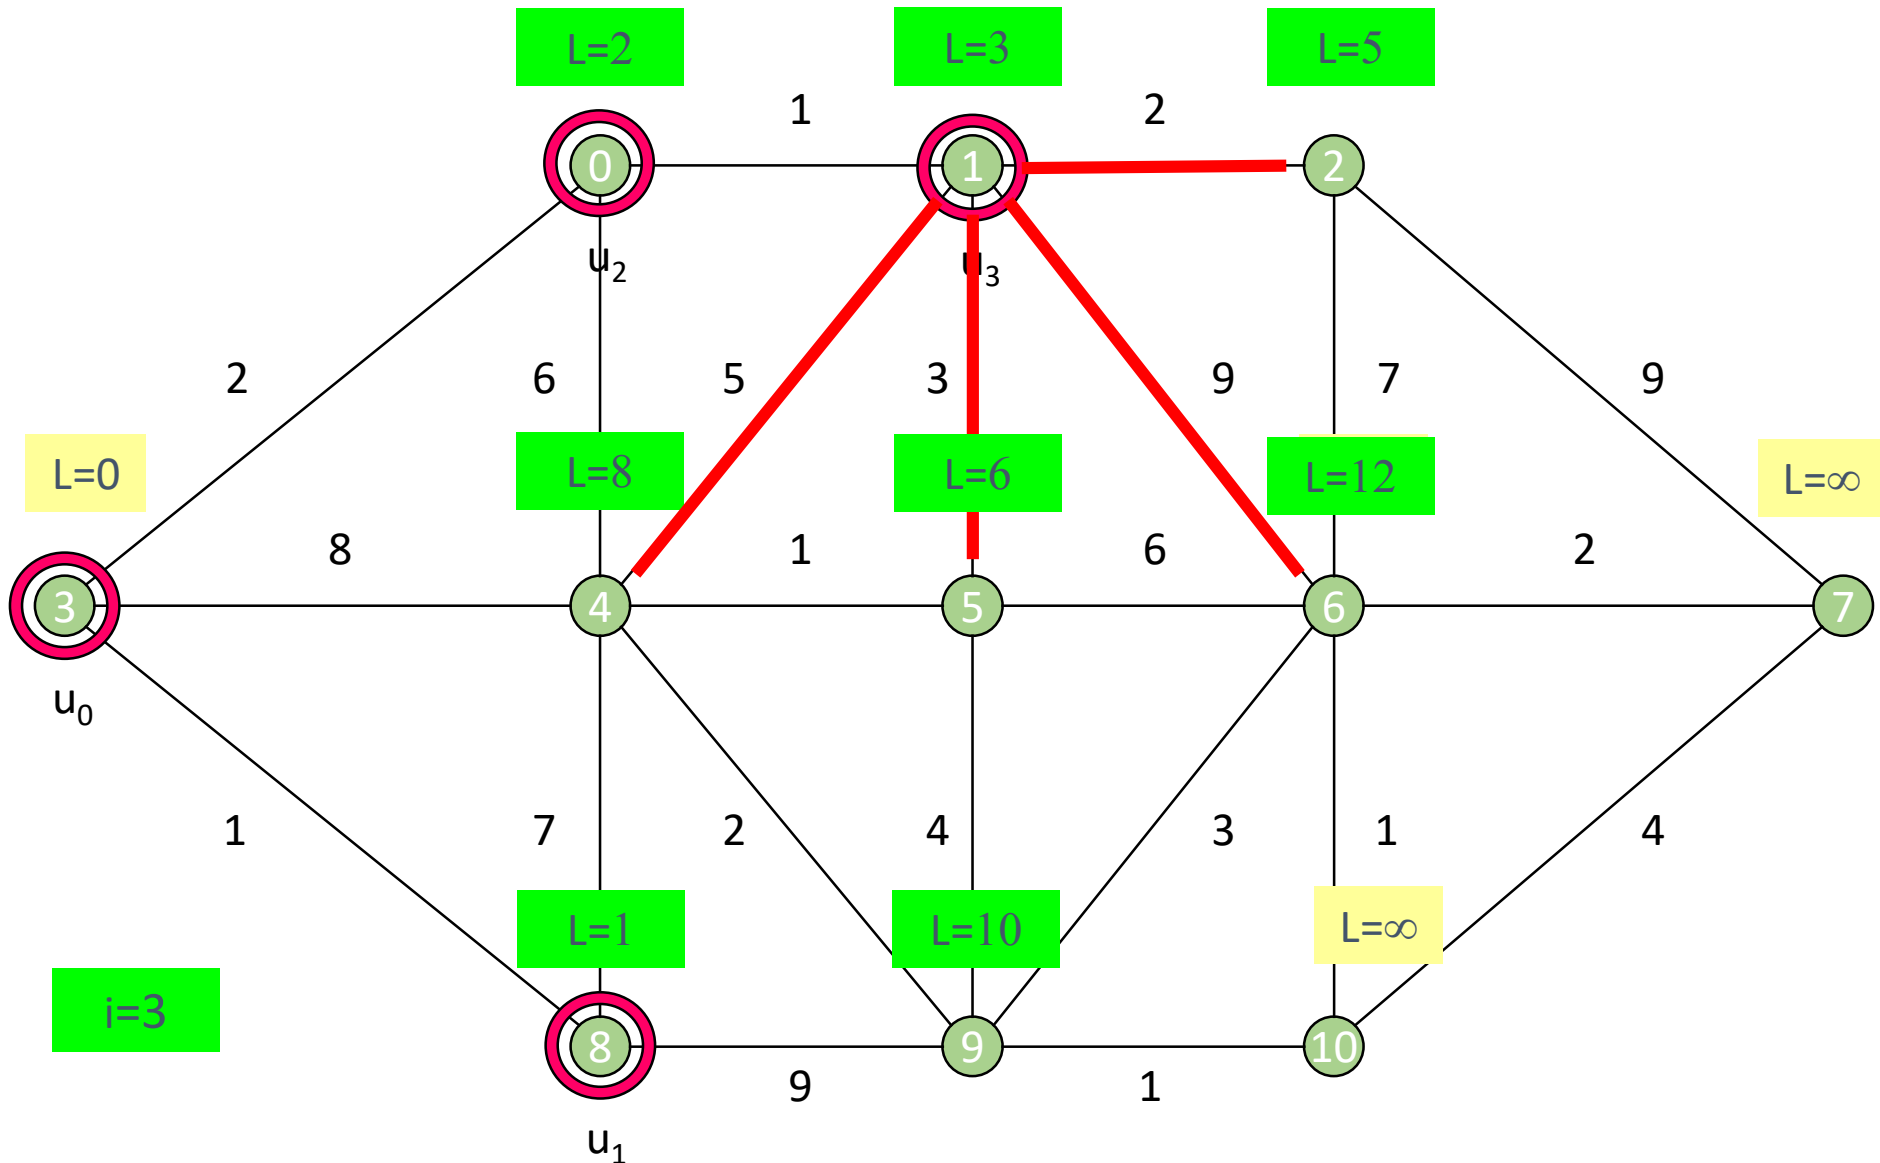 L=2 L=3 L=5
1 2
0 1 2
u₂ u₃
2 6 5 3 9 7 9
L=0 L=8 L=6 L=12 L=∞
8 1 6 2
3 4 5 6 7
u₀
1 7 2 4 3 1 4
L=1 L=10 L=∞
i=3
8 9 10
9 1
u₁